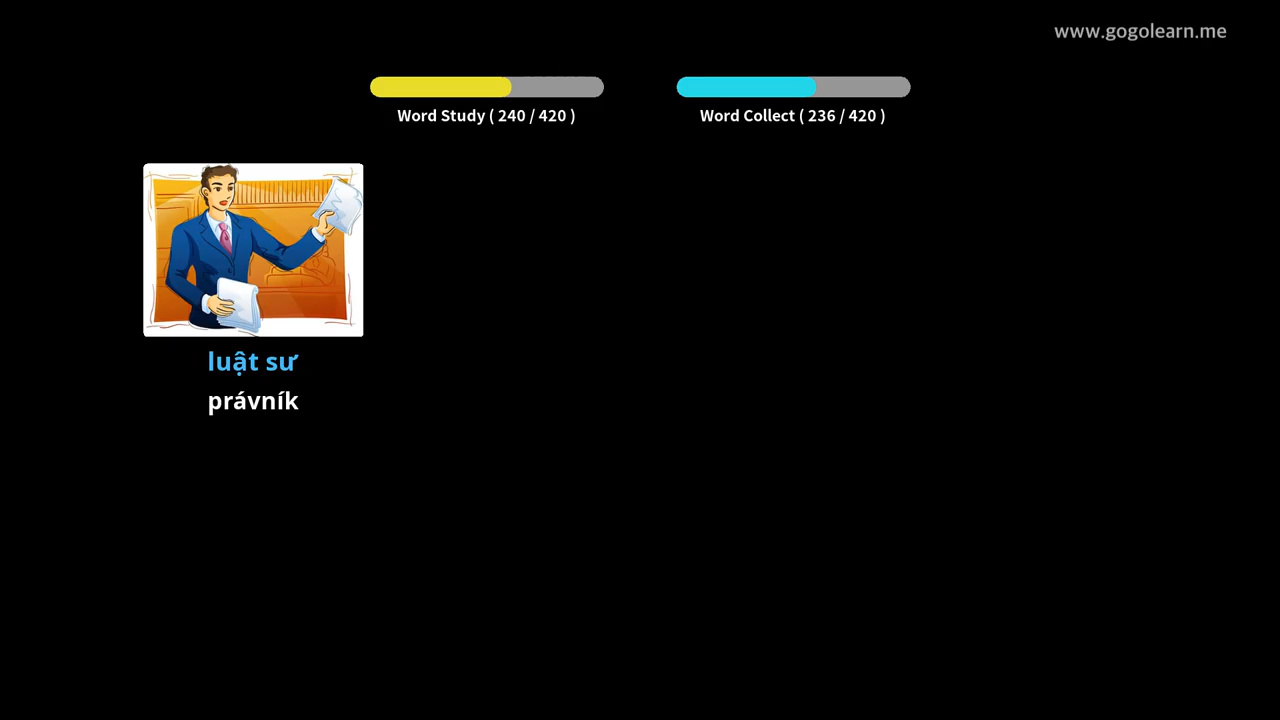 www.gogolearn.me
Word Study ( 240 / 420 )
Word Collect ( 236 / 420 )
luật sư
právník